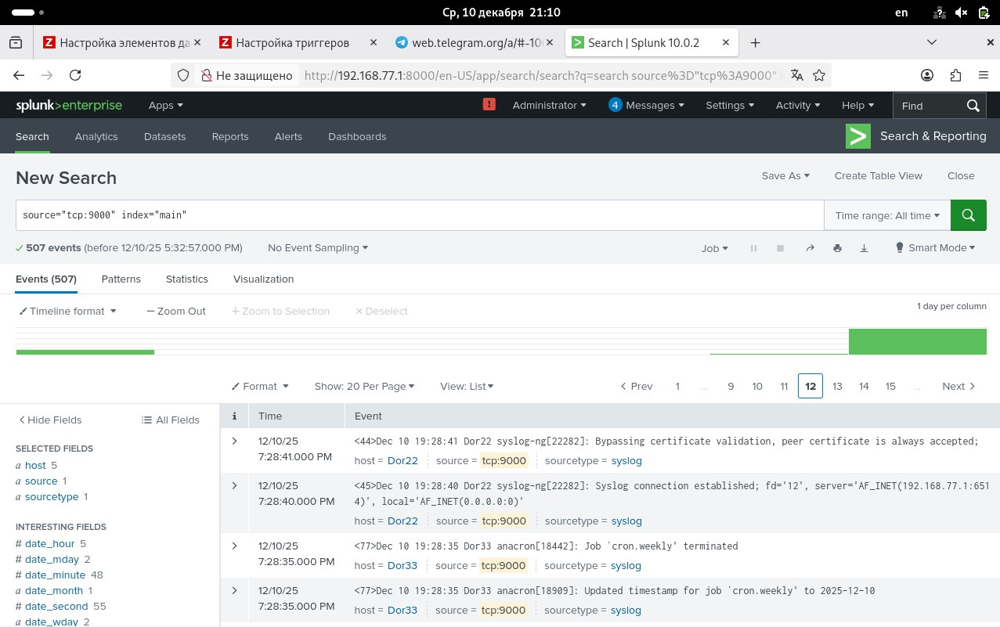 Ср, 10 декабря 21:10
en
Настройка элементов да
Настройка триггеров
web.telegram.org/a/#-10
Search | Splunk 10.0.2
Не защищено
http://192.168.77.1:8000/en-US/app/search/search?q=search source%3D"tcp%3A9000" i
splunk>enterprise
Apps
Administrator
4 Messages
Settings
Activity
Help
Find
Search
Analytics
Datasets
Reports
Alerts
Dashboards
Search & Reporting
New Search
Save As
Create Table View
Close
source="tcp:9000" index="main"
Time range: All time
507 events (before 12/10/25 5:32:57.000 PM)
No Event Sampling
Job
Smart Mode
Events (507)
Patterns
Statistics
Visualization
Timeline format
Zoom Out
+ Zoom to Selection
× Deselect
1 day per column
Format
Show: 20 Per Page
View: List
< Prev
1
...
9
10
11
12
13
14
15
...
Next >
< Hide Fields
All Fields
SELECTED FIELDS
a host 5
a source 1
a sourcetype 1
INTERESTING FIELDS
# date_hour 5
# date_mday 2
# date_minute 48
a date_month 1
# date_second 55
a date_wday 2
i
Time
Event
12/10/25
7:28:41.000 PM
<44>Dec 10 19:28:41 Dor22 syslog-ng[22282]: Bypassing certificate validation, peer certificate is always accepted;
host = Dor22
source = tcp:9000
sourcetype = syslog
12/10/25
7:28:40.000 PM
<45>Dec 10 19:28:40 Dor22 syslog-ng[22282]: Syslog connection established; fd='12', server='AF_INET(192.168.77.1:651
4)', local='AF_INET(0.0.0.0:0)'
host = Dor22
source = tcp:9000
sourcetype = syslog
12/10/25
7:28:35.000 PM
<77>Dec 10 19:28:35 Dor33 anacron[18442]: Job `cron.weekly' terminated
host = Dor33
source = tcp:9000
sourcetype = syslog
12/10/25
7:28:35.000 PM
<77>Dec 10 19:28:35 Dor33 anacron[18909]: Updated timestamp for job `cron.weekly' to 2025-12-10
host = Dor33
source = tcp:9000
sourcetype = syslog